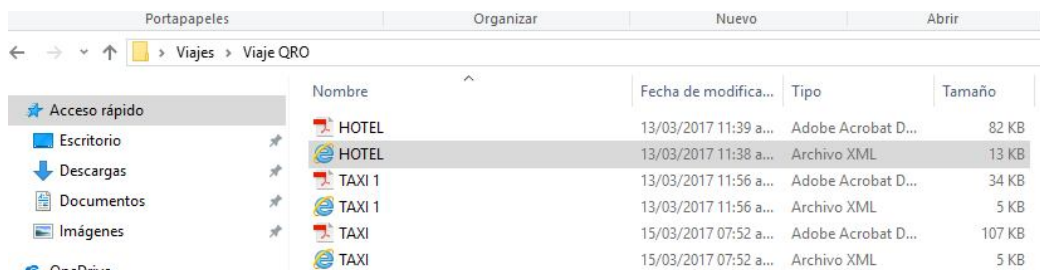 Portapapeles Organizar Nuevo Abrir
Viajes > Viaje QRO
Nombre Fecha de modifica... Tipo Tamaño
Acceso rápido
HOTEL 13/03/2017 11:39 a... Adobe Acrobat D... 82 KB
Escritorio
HOTEL 13/03/2017 11:38 a... Archivo XML 13 KB
Descargas
TAXI 1 13/03/2017 11:56 a... Adobe Acrobat D... 34 KB
Documentos
TAXI 1 13/03/2017 11:56 a... Archivo XML 5 KB
Imágenes
TAXI 15/03/2017 07:52 a... Adobe Acrobat D... 107 KB
OneDrive
TAXI 15/03/2017 07:52 a... Archivo XML 5 KB